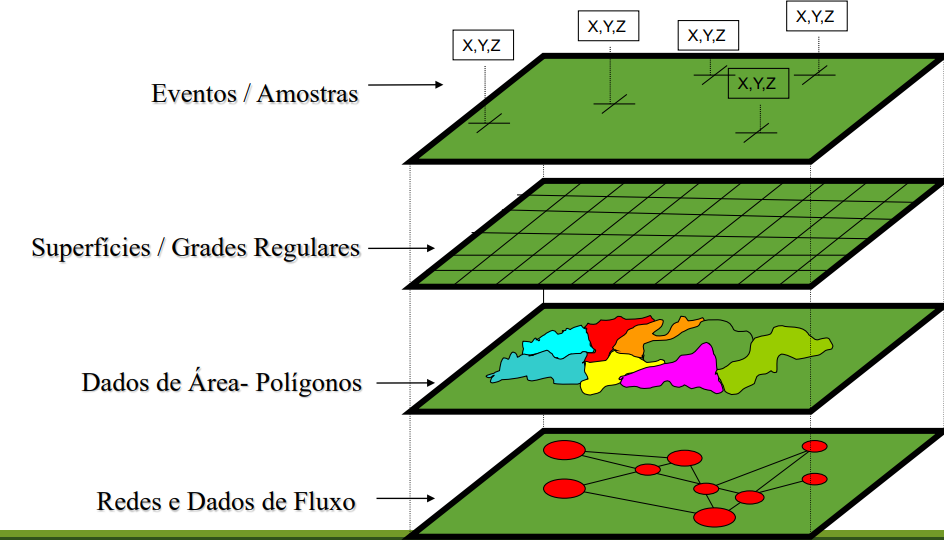 X,Y,Z
X,Y,Z
X,Y,Z
X,Y,Z
X,Y,Z
Eventos / Amostras
Superfícies / Grades Regulares
Dados de Área- Polígonos
Redes e Dados de Fluxo